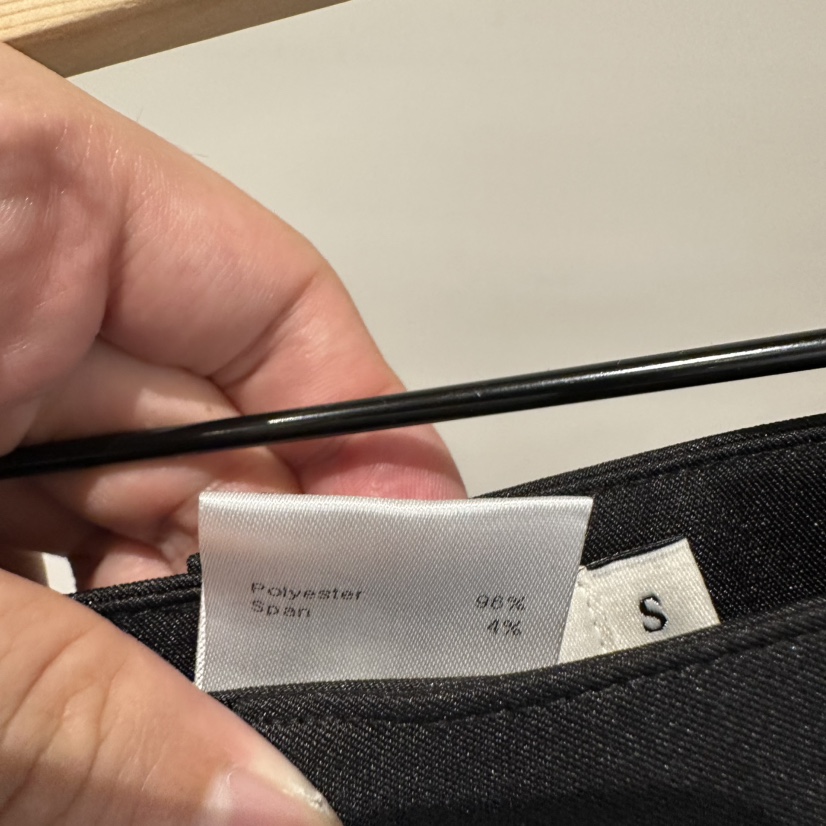 Polyester 96%
Span 4%
S